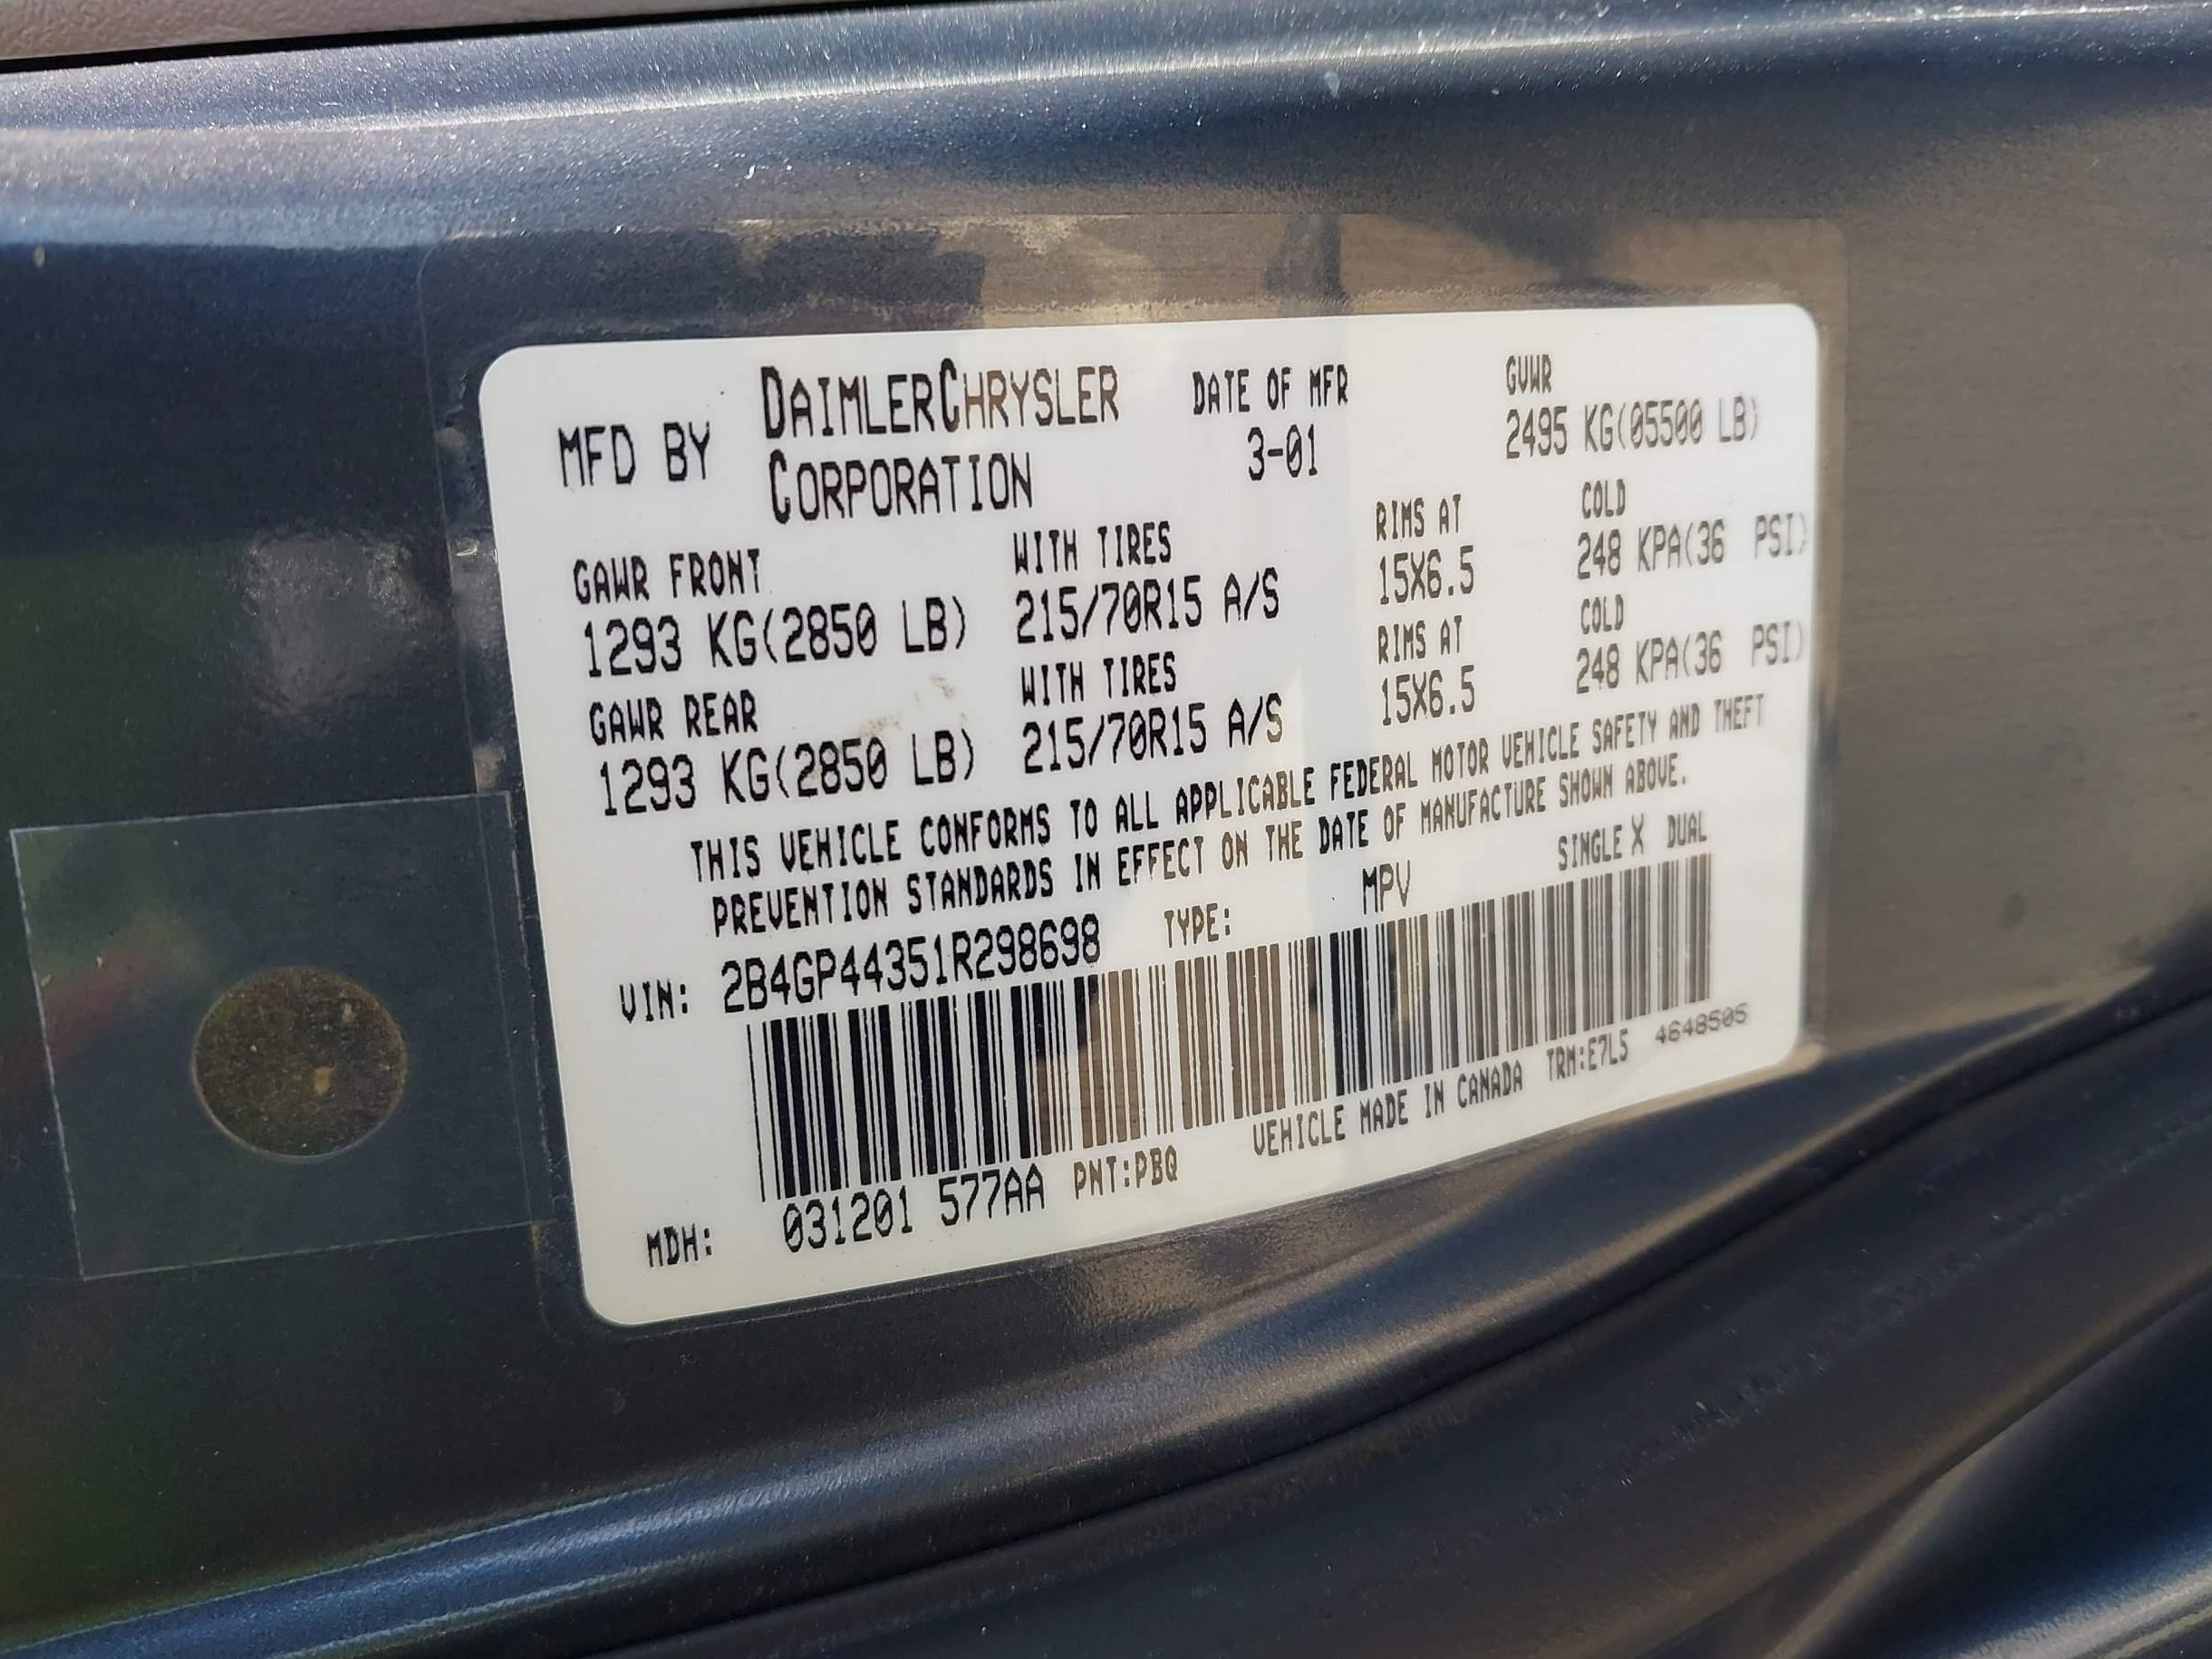 MFD BY DAIMLERCHRYSLER CORPORATION DATE OF MFR 3-01 GVWR 2495 KG(05500 LB)
GAWR FRONT WITH TIRES RIMS AT COLD
1293 KG(2850 LB) 215/70R15 A/S 15X6.5 248 KPA(36 PSI)
GAWR REAR WITH TIRES RIMS AT COLD
1293 KG(2850 LB) 215/70R15 A/S 15X6.5 248 KPA(36 PSI)
THIS VEHICLE CONFORMS TO ALL APPLICABLE FEDERAL MOTOR VEHICLE SAFETY AND THEFT
PREVENTION STANDARDS IN EFFECT ON THE DATE OF MANUFACTURE SHOWN ABOVE.
VIN: 2B4GP44351R298698 TYPE: MPV SINGLE X DUAL
MDH: 031201 577AA PNT:PBQ VEHICLE MADE IN CANADA TRM:E7L5 4648505